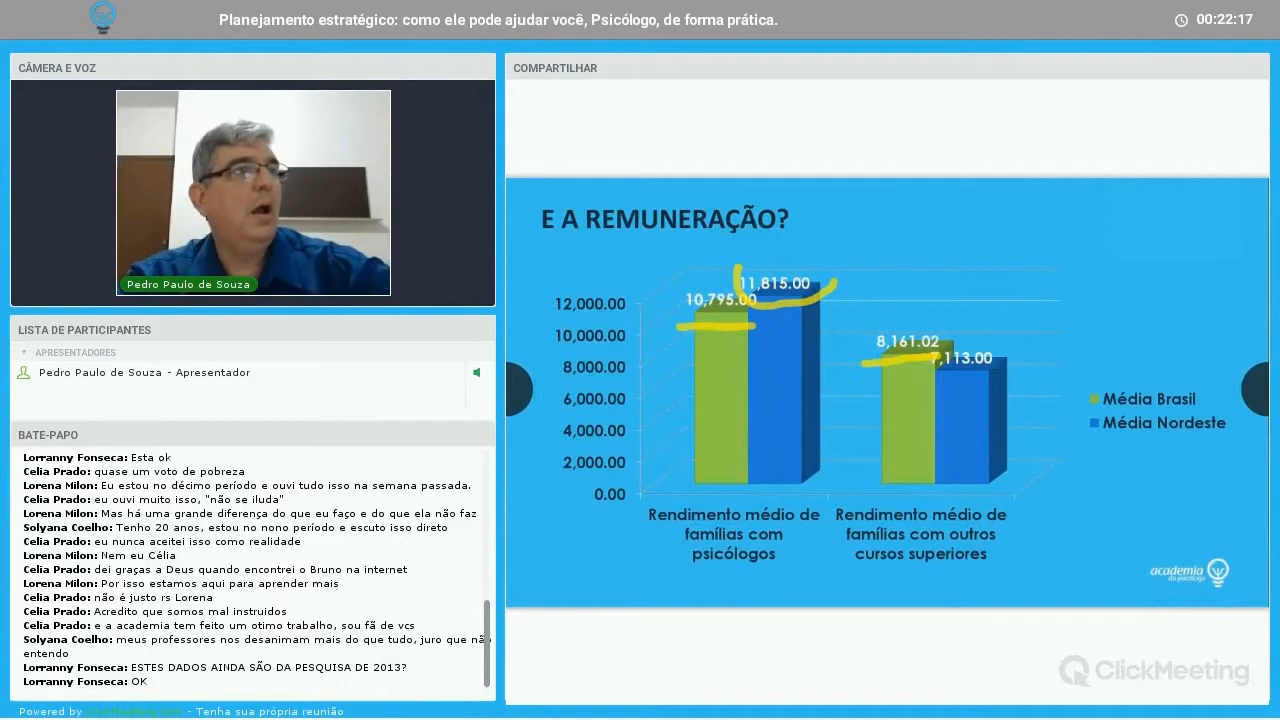 Planejamento estratégico: como ele pode ajudar você, Psicólogo, de forma prática.
00:22:17
CÂMERA E VOZ
Pedro Paulo de Souza
LISTA DE PARTICIPANTES
APRESENTADORES
Pedro Paulo de Souza - Apresentador
BATE-PAPO
Lorranny Fonseca: Esta ok
Celia Prado: quase um voto de pobreza
Lorena Milon: Eu estou no décimo período e ouvi tudo isso na semana passada.
Celia Prado: eu ouvi muito isso, "não se iluda"
Lorena Milon: Mas há uma grande diferença do que eu faço e do que ela não faz
Solyana Coelho: Tenho 20 anos, estou no nono período e escuto isso direto
Celia Prado: eu nunca aceitei isso como realidade
Lorena Milon: Nem eu Célia
Celia Prado: dei graças a Deus quando encontrei o Bruno na internet
Lorena Milon: Por isso estamos aqui para aprender mais
Celia Prado: não é justo rs Lorena
Celia Prado: Acredito que somos mal instruidos
Celia Prado: e a academia tem feito um otimo trabalho, sou fã de vcs
Solyana Coelho: meus professores nos desanimam mais do que tudo, juro que não
entendo
Lorranny Fonseca: ESTES DADOS AINDA SÃO DA PESQUISA DE 2013?
Lorranny Fonseca: OK
Powered by - Tenha sua própria reunião
COMPARTILHAR
E A REMUNERAÇÃO?
12,000.00
10,000.00
8,000.00
6,000.00
4,000.00
2,000.00
0.00
10,795.00
11,815.00
8,161.02
7,113.00
Rendimento médio de
famílias com
psicólogos
Rendimento médio de
famílias com outros
cursos superiores
Média Brasil
Média Nordeste
academia
do psicólogo
ClickMeeting